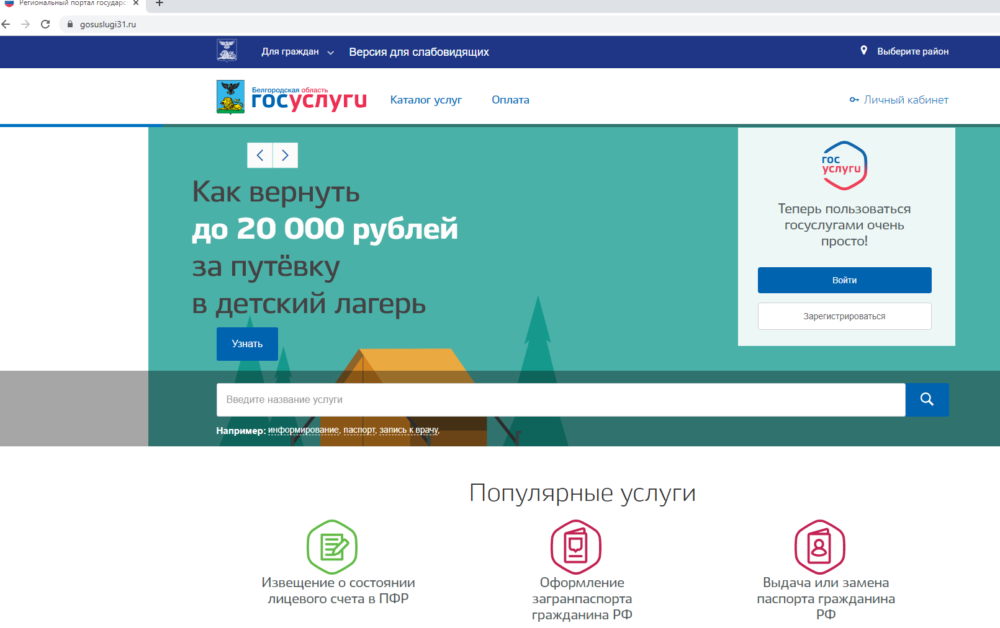 Региональный портал государс
gosuslugi31.ru
Для граждан
Версия для слабовидящих
Выберите район
Белгородская область
госуслуги
Каталог услуг
Оплата
Личный кабинет
Как вернуть
до 20 000 рублей
за путёвку
в детский лагерь
Узнать
гос
услуги
Теперь пользоваться
госуслугами очень
просто!
Войти
Зарегистрироваться
Введите название услуги
Например: информирование, паспорт, запись к врачу,
Популярные услуги
Извещение о состоянии
лицевого счета в ПФР
Оформление
загранпаспорта
гражданина РФ
Выдача или замена
паспорта гражданина
РФ